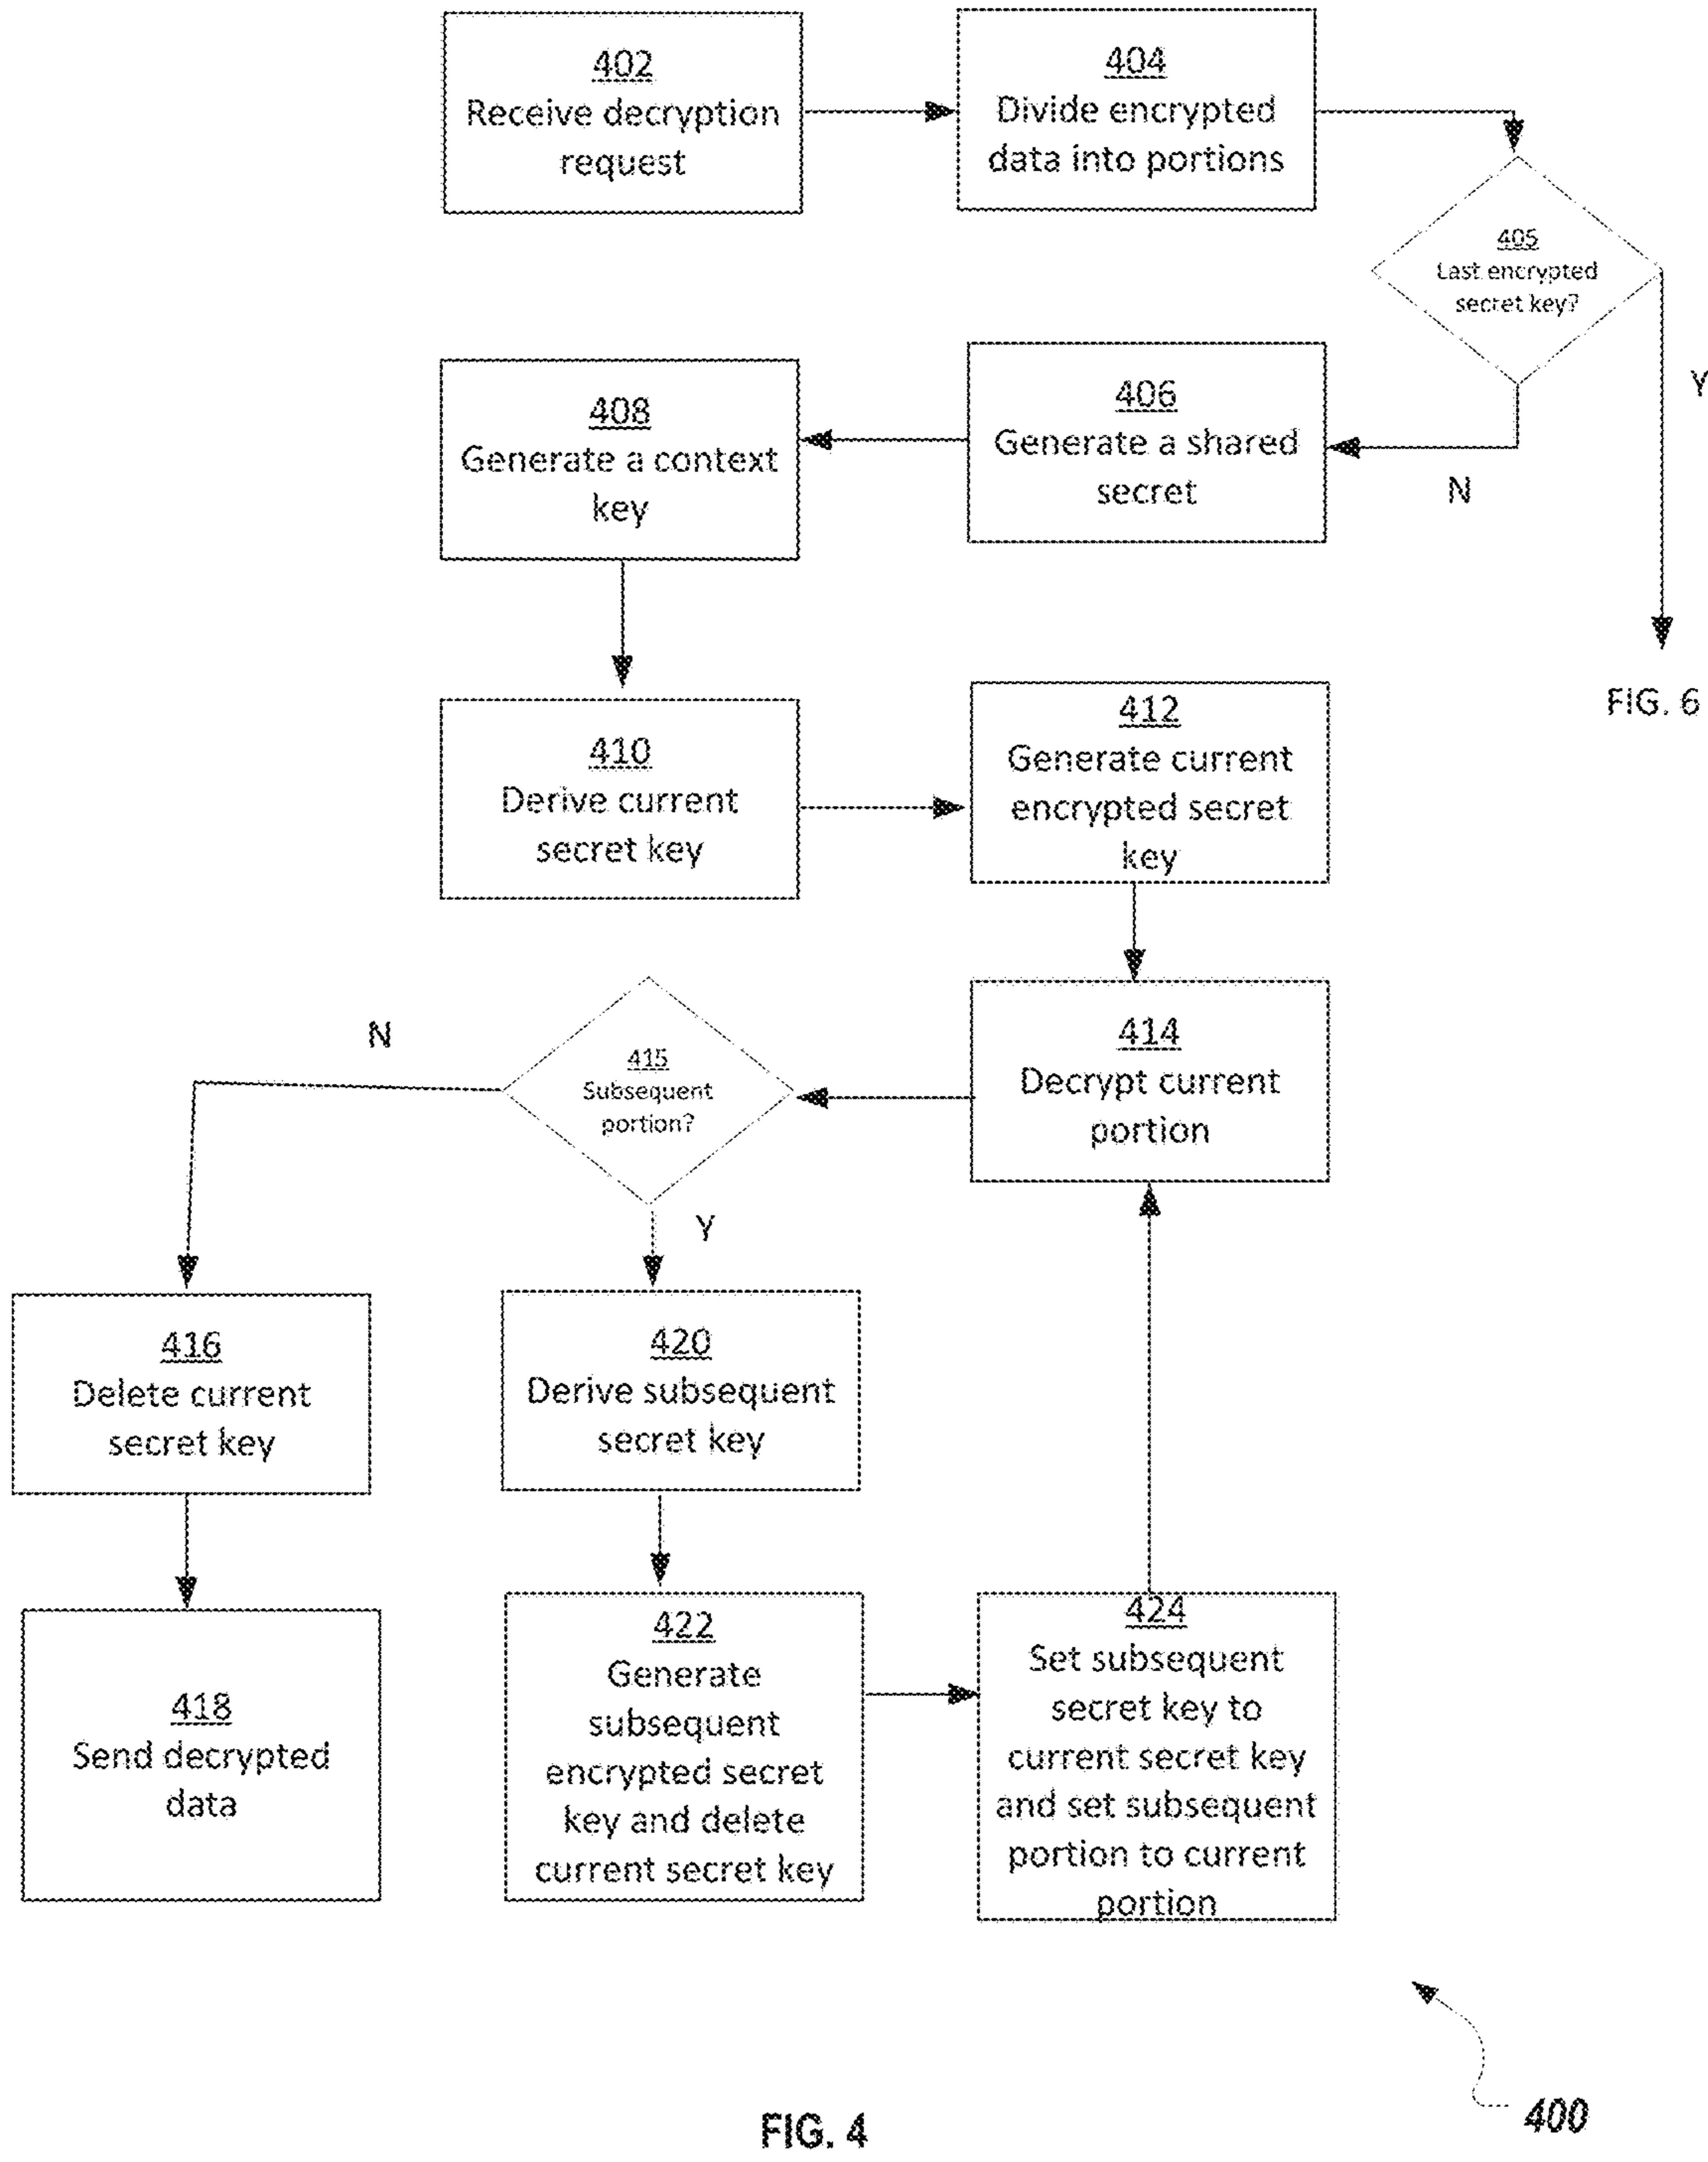 402
Receive decryption
request
404
Divide encrypted
data into portions
405
Last encrypted
secret key?
Y
N
FIG. 6
406
Generate a shared
secret
408
Generate a context
key
410
Derive current
secret key
412
Generate current
encrypted secret
key
414
Decrypt current
portion
415
Subsequent
portion?
N
Y
416
Delete current
secret key
418
Send decrypted
data
420
Derive subsequent
secret key
422
Generate
subsequent
encrypted secret
key and delete
current secret key
424
Set subsequent
secret key to
current secret key
and set subsequent
portion to current
portion
400
FIG. 4